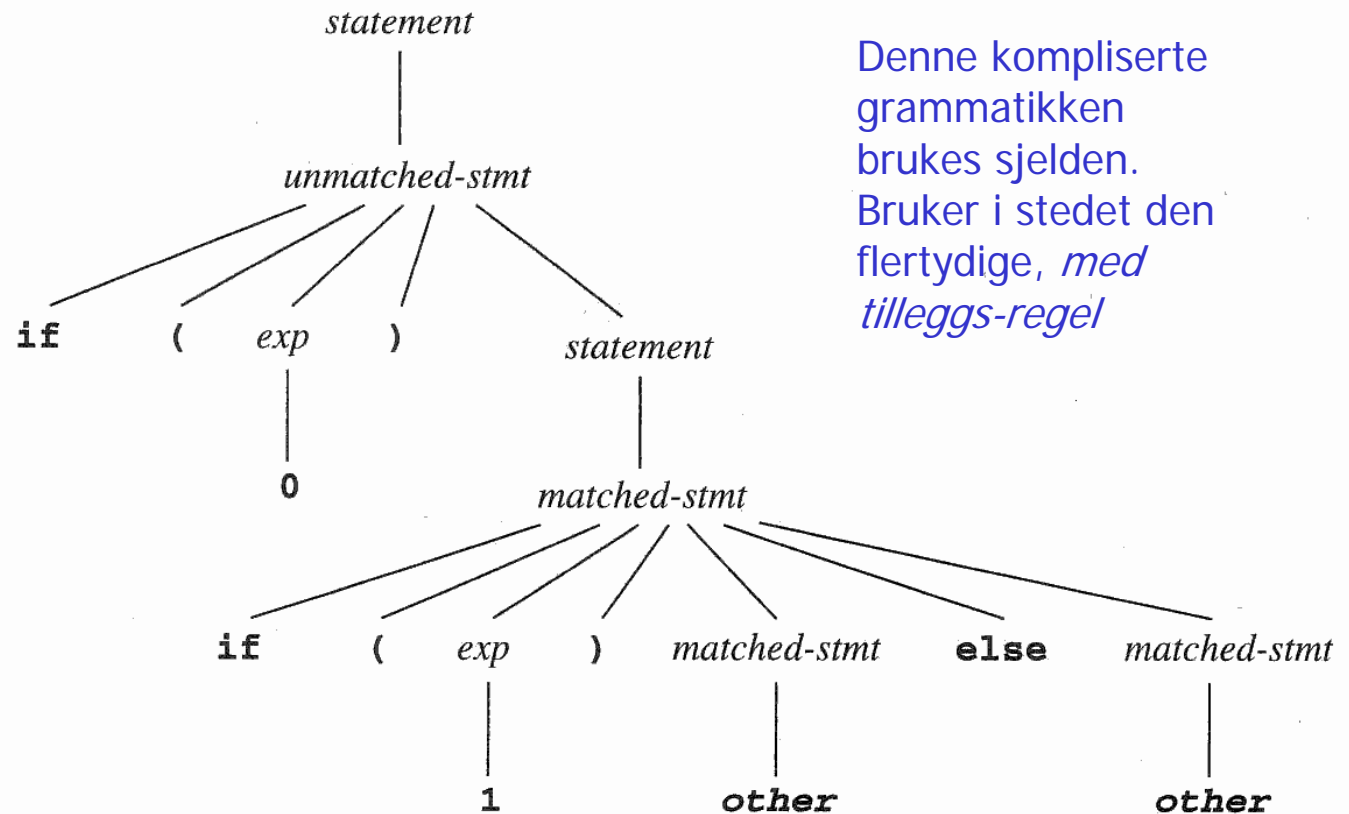 statement
Denne kompliserte
grammatikken
brukes sjelden.
Bruker i stedet den
flertydige, med
tilleggs-regel
unmatched-stmt
if ( exp ) statement
0
matched-stmt
if ( exp ) matched-stmt else matched-stmt
1 other other